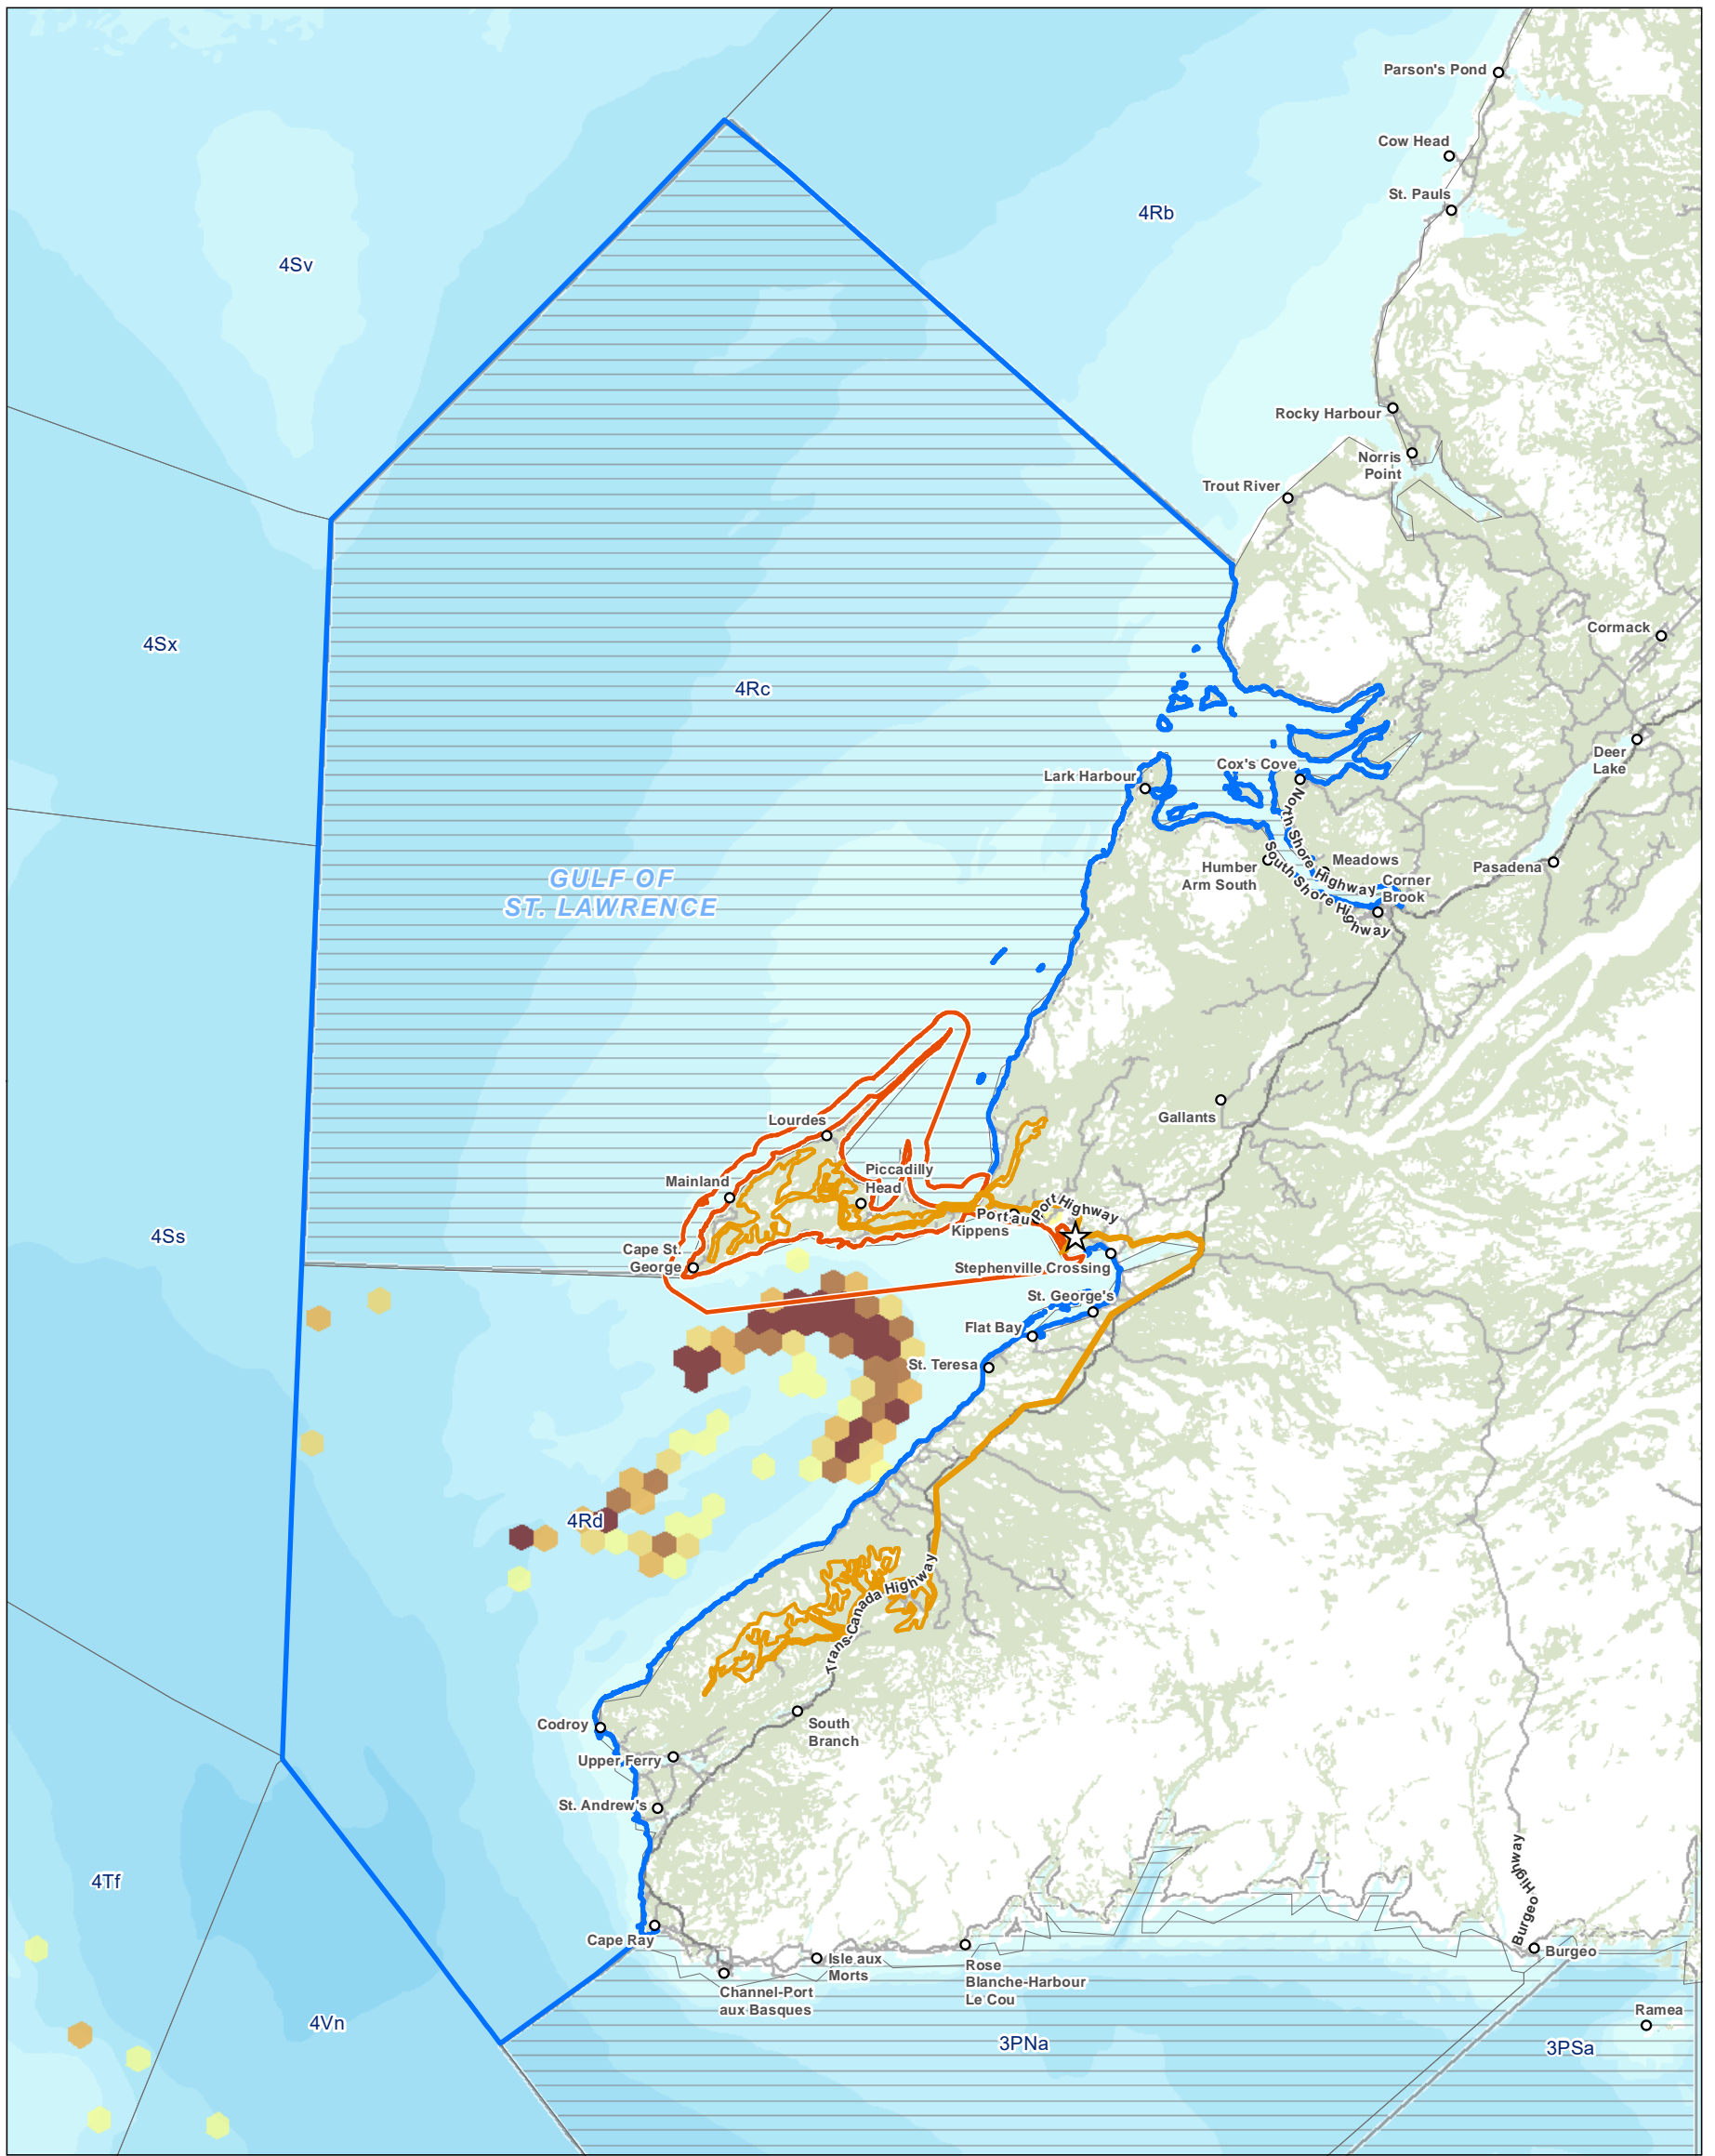 Parson's Pond
Cow Head
St. Pauls
4Rb
4Sv
Rocky Harbour
Norris
Point
Trout River
Cormack
4Sx
4Rc
Deer
Lake
Cox's Cove
Lark Harbour
North Shore Highway
South Shore Highway
Meadows
Humber
Arm South
Corner
Brook
Pasadena
GULF OF
ST. LAWRENCE
Gallants
Lourdes
Piccadilly
Head
Mainland
Port au Port Highway
Kippens
4Ss
Cape St.
George
Stephenville Crossing
St. George's
Flat Bay
St. Teresa
4Rd
Trans-Canada Highway
Codroy
South
Branch
Upper Ferry
St. Andrew's
4Tf
Burgeo Highway
Cape Ray
Isle aux
Morts
Rose
Blanche-Harbour
Le Cou
Burgeo
Channel-Port
aux Basques
Ramea
4Vn
3PNa
3PSa